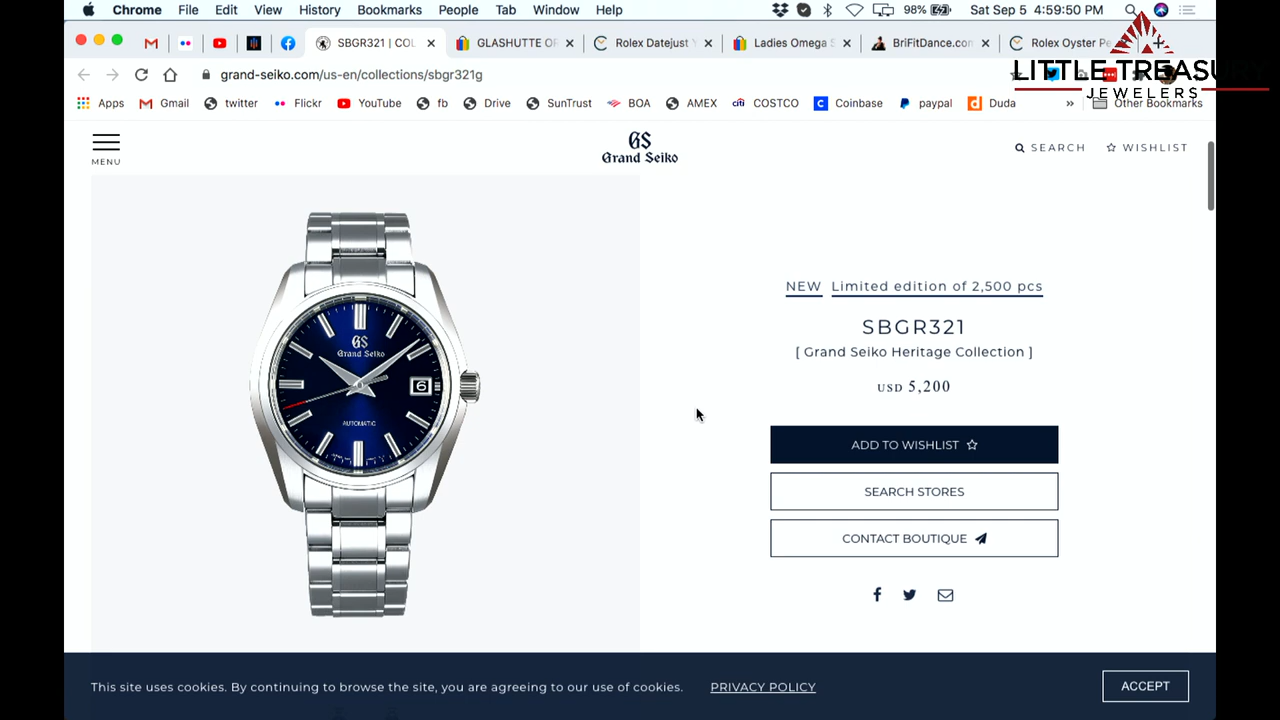 Chrome File Edit View History Bookmarks People Tab Window Help 98% Sat Sep 5 4:59:50 PM
SBGR321 | COL GLASHUTTE OF Rolex Datejust Ladies Omega S BriFitDance.com Rolex Oyster Pe
LITTLE TREASURY
JEWELERS
grand-seiko.com/us-en/collections/sbgr321g
Apps Gmail twitter Flickr YouTube fb Drive SunTrust BOA AMEX COSTCO Coinbase paypal Duda » Other Bookmarks
MENU
GS
Grand Seiko
SEARCH WISHLIST
GS
Grand Seiko
6
AUTOMATIC
NEW Limited edition of 2,500 pcs
SBGR321
[ Grand Seiko Heritage Collection ]
USD 5,200
ADD TO WISHLIST
SEARCH STORES
CONTACT BOUTIQUE
This site uses cookies. By continuing to browse the site, you are agreeing to our use of cookies. PRIVACY POLICY
ACCEPT